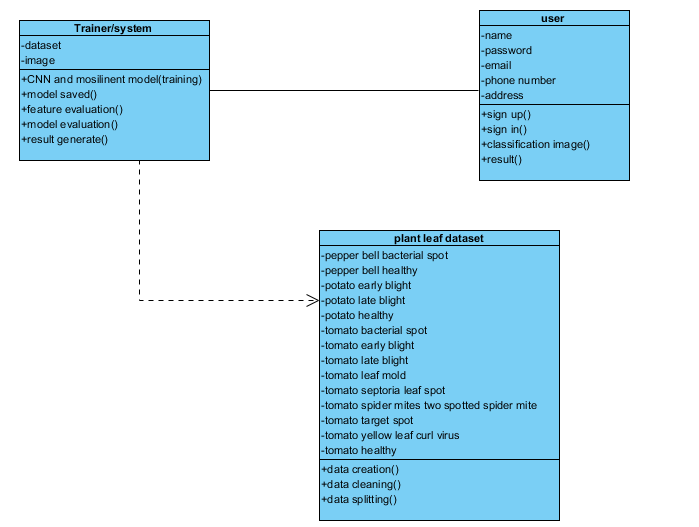 Trainer/system
-dataset
-image
+CNN and mosilinent model(training)
+model saved()
+feature evaluation()
+model evaluation()
+result generate()
user
-name
-password
-email
-phone number
-address
+sign up()
+sign in()
+classification image()
+result()
plant leaf dataset
-pepper bell bacterial spot
-pepper bell healthy
-potato early blight
-potato late blight
-potato healthy
-tomato bacterial spot
-tomato early blight
-tomato late blight
-tomato leaf mold
-tomato septoria leaf spot
-tomato spider mites two spotted spider mite
-tomato target spot
-tomato yellow leaf curl virus
-tomato healthy
+data creation()
+data cleaning()
+data splitting()